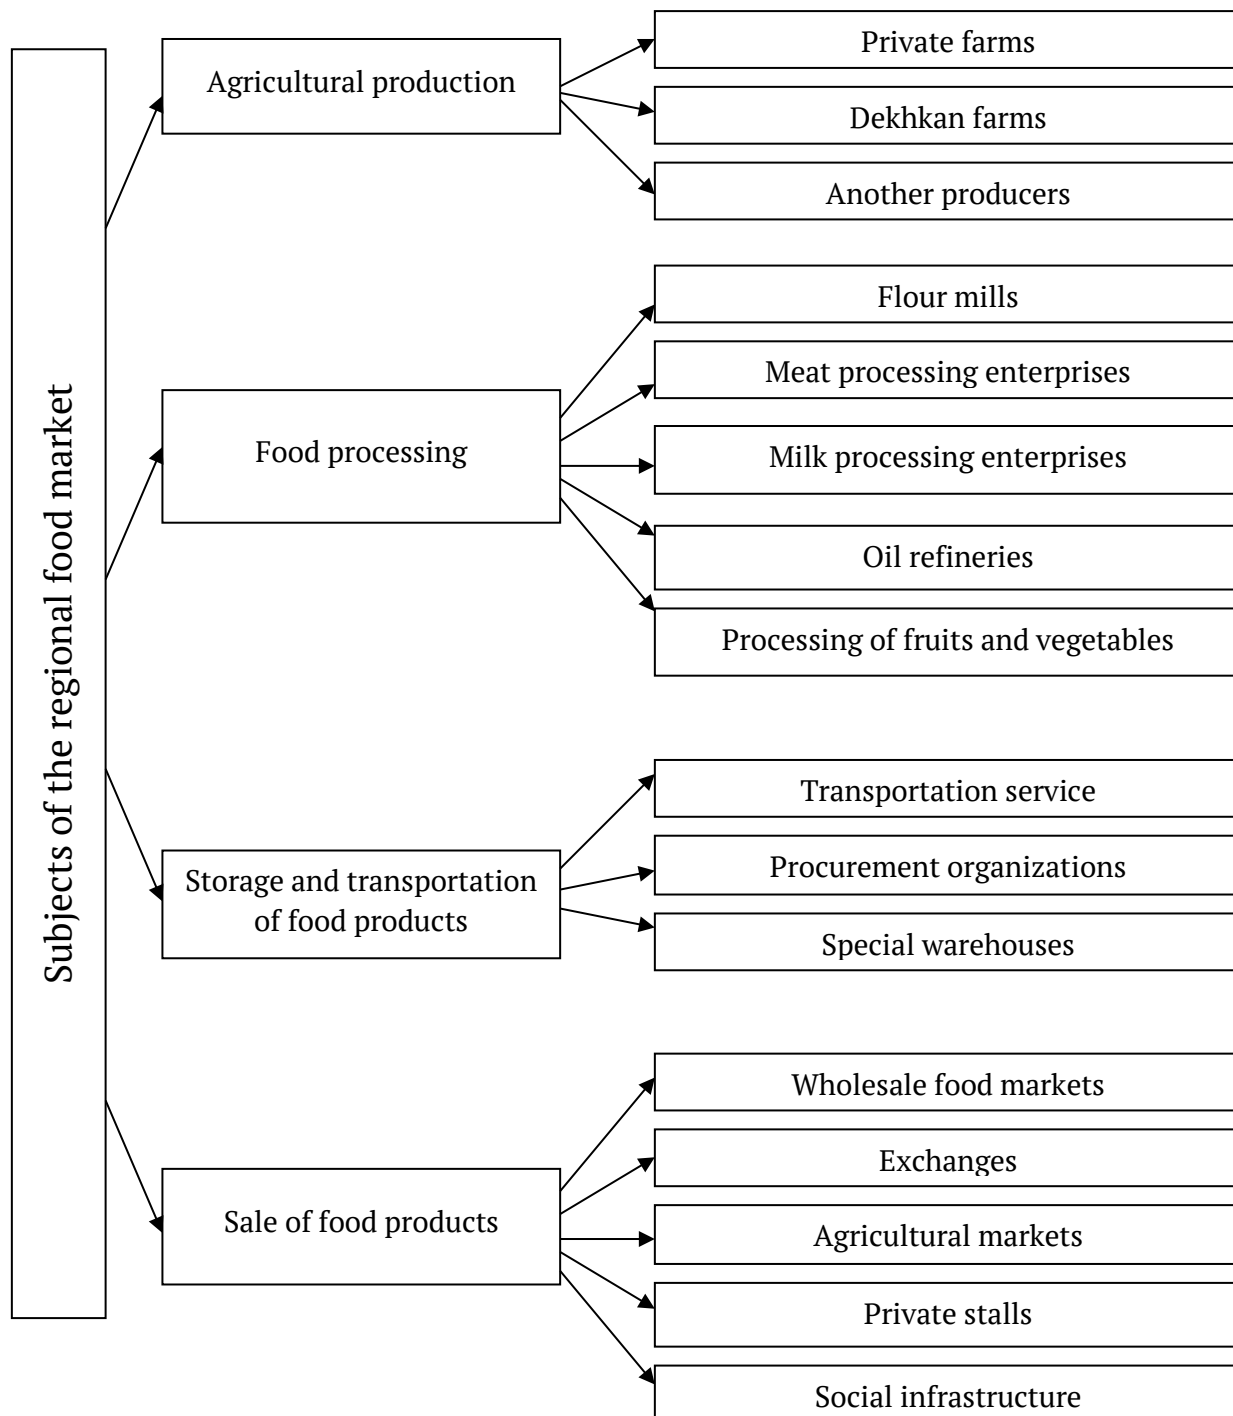 Subjects of the regional food market
Agricultural production
Private farms
Dekhkan farms
Another producers
Food processing
Flour mills
Meat processing enterprises
Milk processing enterprises
Oil refineries
Processing of fruits and vegetables
Storage and transportation
of food products
Transportation service
Procurement organizations
Special warehouses
Sale of food products
Wholesale food markets
Exchanges
Agricultural markets
Private stalls
Social infrastructure